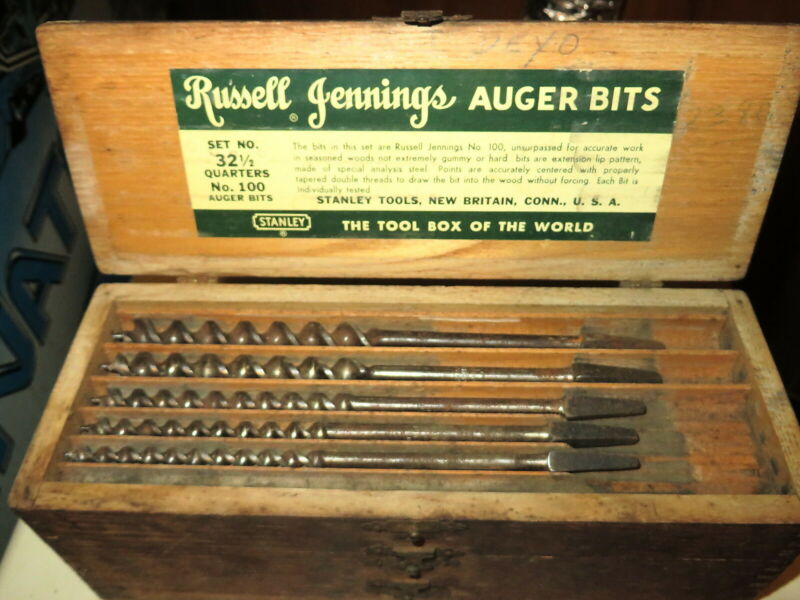 DEYO
Russell Jennings® AUGER BITS
SET NO.
32 1/2
QUARTERS
No. 100
AUGER BITS
The bits in this set are Russell Jennings No. 100, unsurpassed for accurate work
in seasoned woods not extremely gummy or hard. bits are extension lip pattern,
made of special analysis steel. Points are accurately centered with properly
tapered double threads to draw the bit into the wood without forcing. Each Bit is
individually tested
STANLEY TOOLS, NEW BRITAIN, CONN., U. S. A.
STANLEY
®
THE TOOL BOX OF THE WORLD
VAT